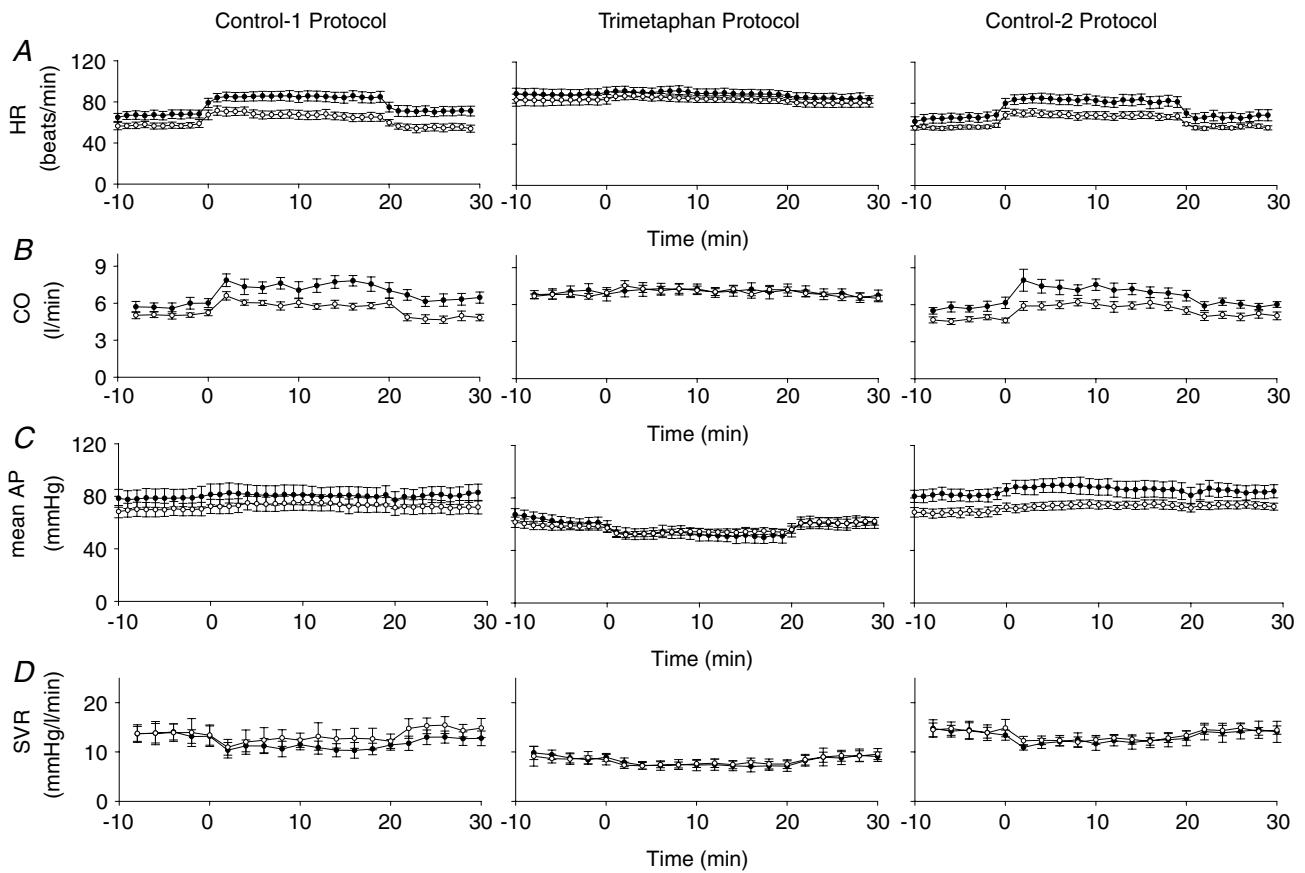 Control-1 Protocol Trimetaphan Protocol Control-2 Protocol
A
HR
(beats/min)
120
80
40
0
-10 0 10 20 30
-10 0 10 20 30
-10 0 10 20 30
Time (min)
B
CO
(l/min)
9
6
3
0
-10 0 10 20 30
-10 0 10 20 30
-10 0 10 20 30
Time (min)
C
mean AP
(mmHg)
120
80
40
0
-10 0 10 20 30
-10 0 10 20 30
-10 0 10 20 30
Time (min)
D
SVR
(mmHg/l/min)
20
10
0
-10 0 10 20 30
-10 0 10 20 30
-10 0 10 20 30
Time (min)